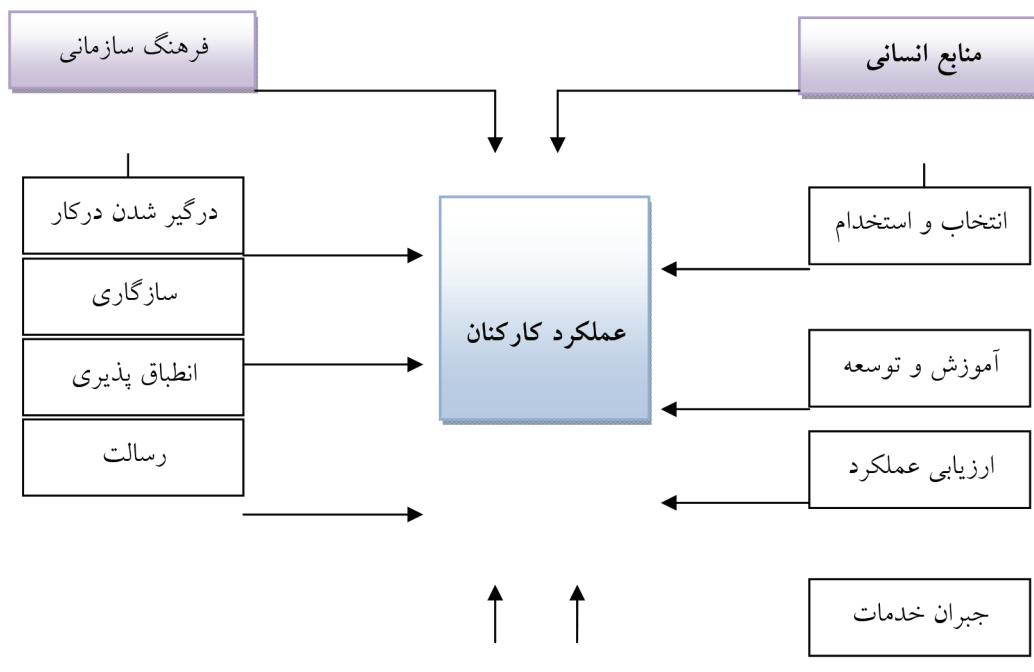 منابع انسانی
فرهنگ سازمانی
انتخاب و استخدام
آموزش و توسعه
ارزیابی عملکرد
جبران خدمات
عملکرد کارکنان
درگیر شدن درکار
سازگاری
انطباق پذیری
رسالت